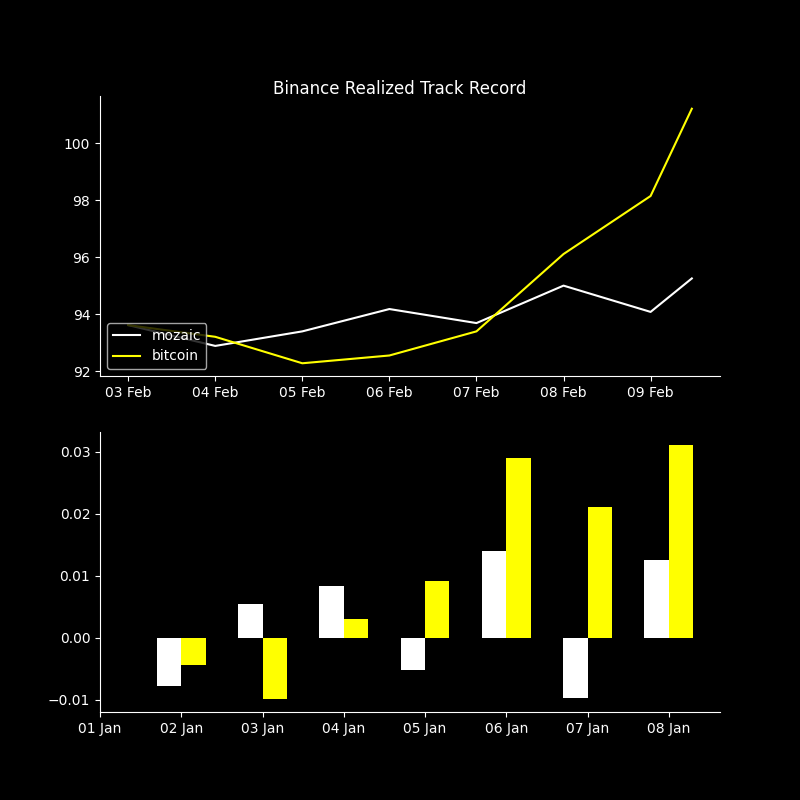 Binance Realized Track Record
100
98
96
94
92
mozaic
bitcoin
03 Feb 04 Feb 05 Feb 06 Feb 07 Feb 08 Feb 09 Feb
0.03
0.02
0.01
0.00
−0.01
01 Jan 02 Jan 03 Jan 04 Jan 05 Jan 06 Jan 07 Jan 08 Jan